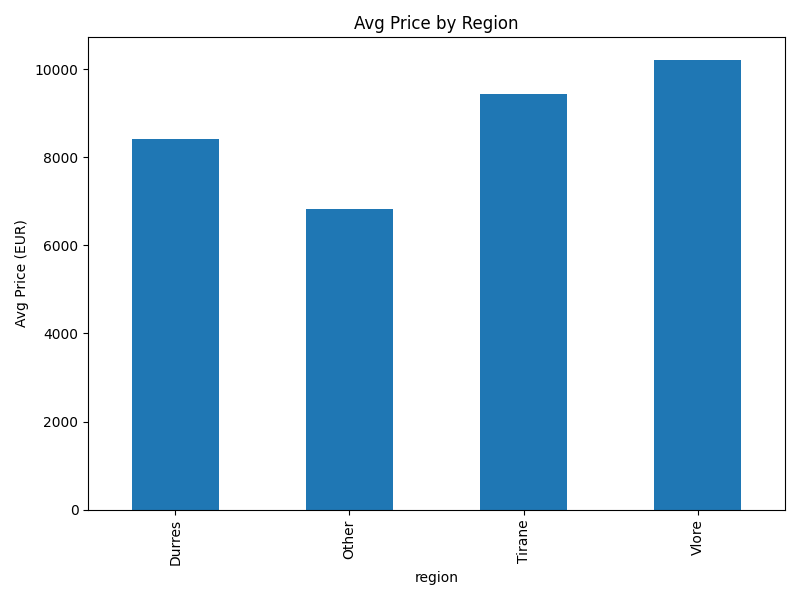 Avg Price by Region
Avg Price (EUR)
10000
8000
6000
4000
2000
0
Durres
Other
Tirane
Vlore
region